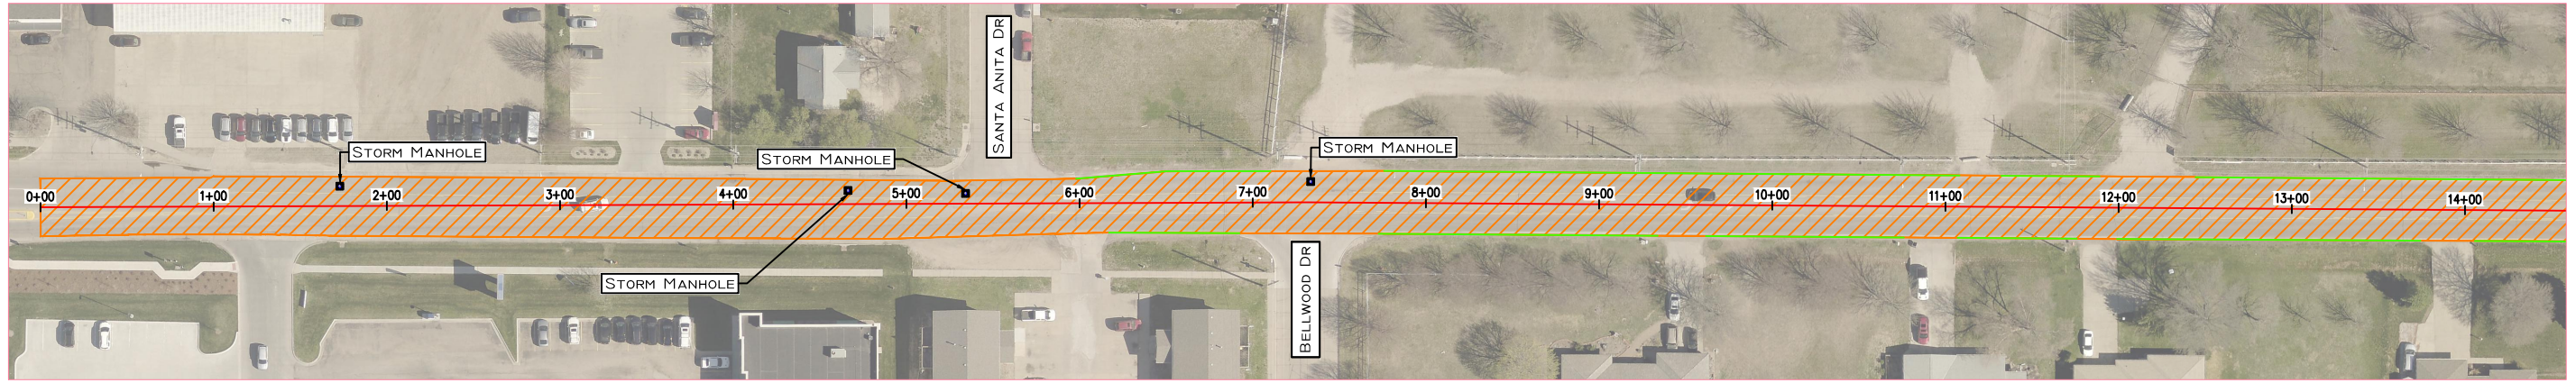 SANTA ANITA DR
STORM MANHOLE
STORM MANHOLE
STORM MANHOLE
0+00
1+00
2+00
3+00
4+00
5+00
6+00
7+00
8+00
9+00
10+00
11+00
12+00
13+00
14+00
STORM MANHOLE
BELLWOOD DR